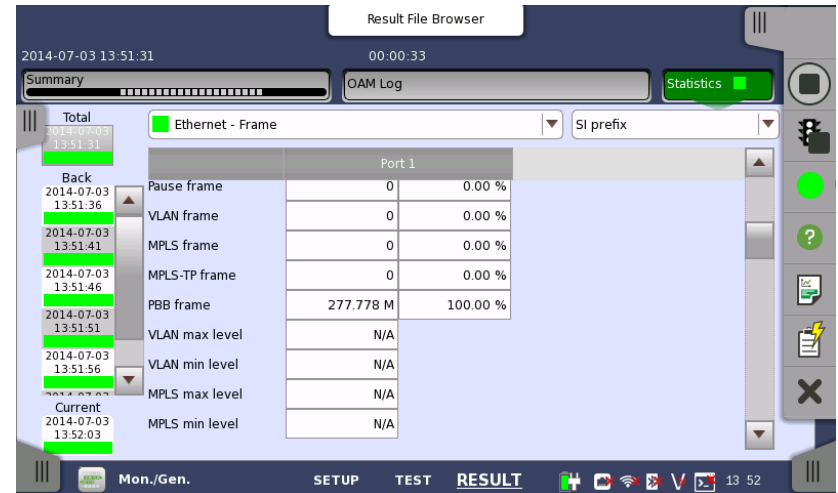 Result File Browser
2014-07-03 13:51:31 00:00:33
Summary OAM Log Statistics
Total
2014-07-03
13:51:31
Ethernet - Frame SI prefix
Port 1
Back
2014-07-03
13:51:36
2014-07-03
13:51:41
2014-07-03
13:51:46
2014-07-03
13:51:51
2014-07-03
13:51:56
Current
2014-07-03
13:52:03
Pause frame 0 0.00 %
VLAN frame 0 0.00 %
MPLS frame 0 0.00 %
MPLS-TP frame 0 0.00 %
PBB frame 277.778 M 100.00 %
VLAN max level N/A
VLAN min level N/A
MPLS max level N/A
MPLS min level N/A
Mon./Gen. SETUP TEST RESULT 13 52